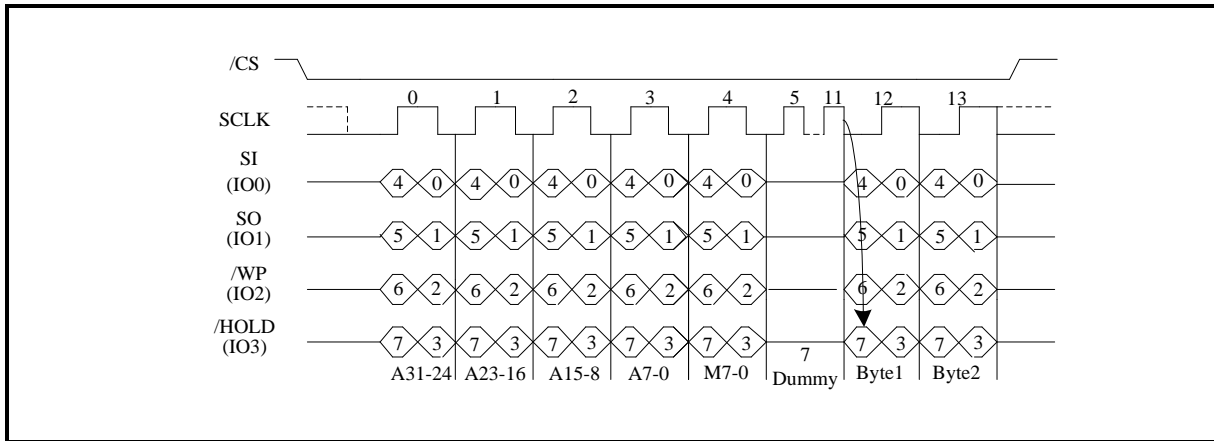 /CS
0 1 2 3 4 5 11 12 13
SCLK
SI
(IO0)
4 0 4 0 4 0 4 0 4 0 4 0 4 0
SO
(IO1)
5 1 5 1 5 1 5 1 5 1 5 1 5 1
/WP
(IO2)
6 2 6 2 6 2 6 2 6 2 6 2 6 2
/HOLD
(IO3)
7 3 7 3 7 3 7 3 7 3 7 7 3 7 3
A31-24 A23-16 A15-8 A7-0 M7-0 Dummy Byte1 Byte2